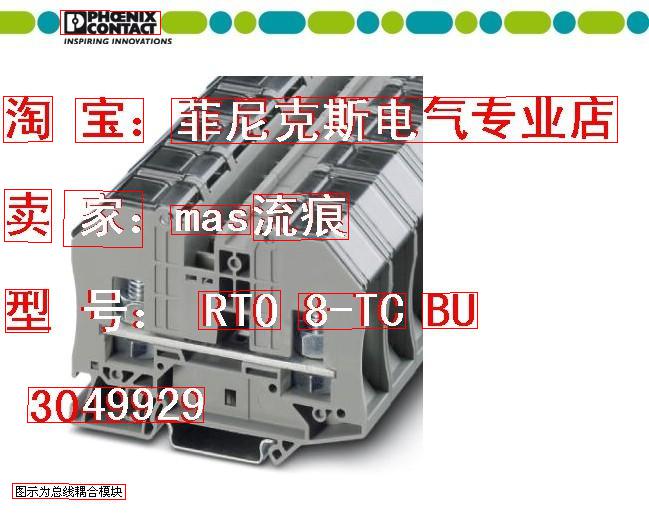 PHŒNIX
CONTACT
INSPIRING INNOVATIONS
淘 宝：菲尼克斯电气专业店
卖 家：mas流痕
型 号： RTO 8-TC BU
3049929
图示为总线耦合模块